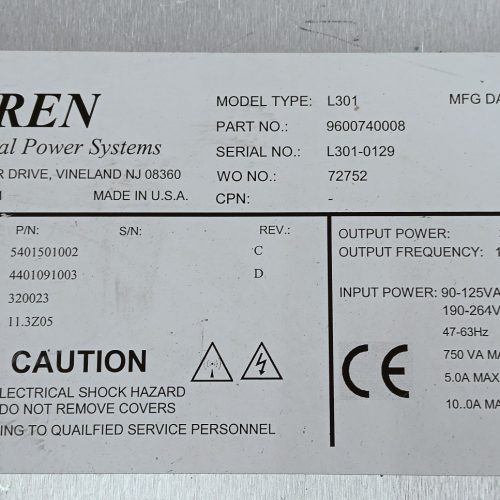 REN
al Power Systems
R DRIVE, VINELAND NJ 08360
MADE IN U.S.A.
MODEL TYPE: L301
MFG DA
PART NO.: 9600740008
SERIAL NO.: L301-0129
WO NO.: 72752
CPN: -
P/N: S/N: REV.:
5401501002 C
4401091003 D
320023
11.3Z05
CAUTION
ELECTRICAL SHOCK HAZARD
DO NOT REMOVE COVERS
ING TO QUAILFIED SERVICE PERSONNEL
OUTPUT POWER:
OUTPUT FREQUENCY: 1
INPUT POWER: 90-125VA
190-264V
47-63Hz
750 VA MA
5.0A MAX
10..0A MA
CE